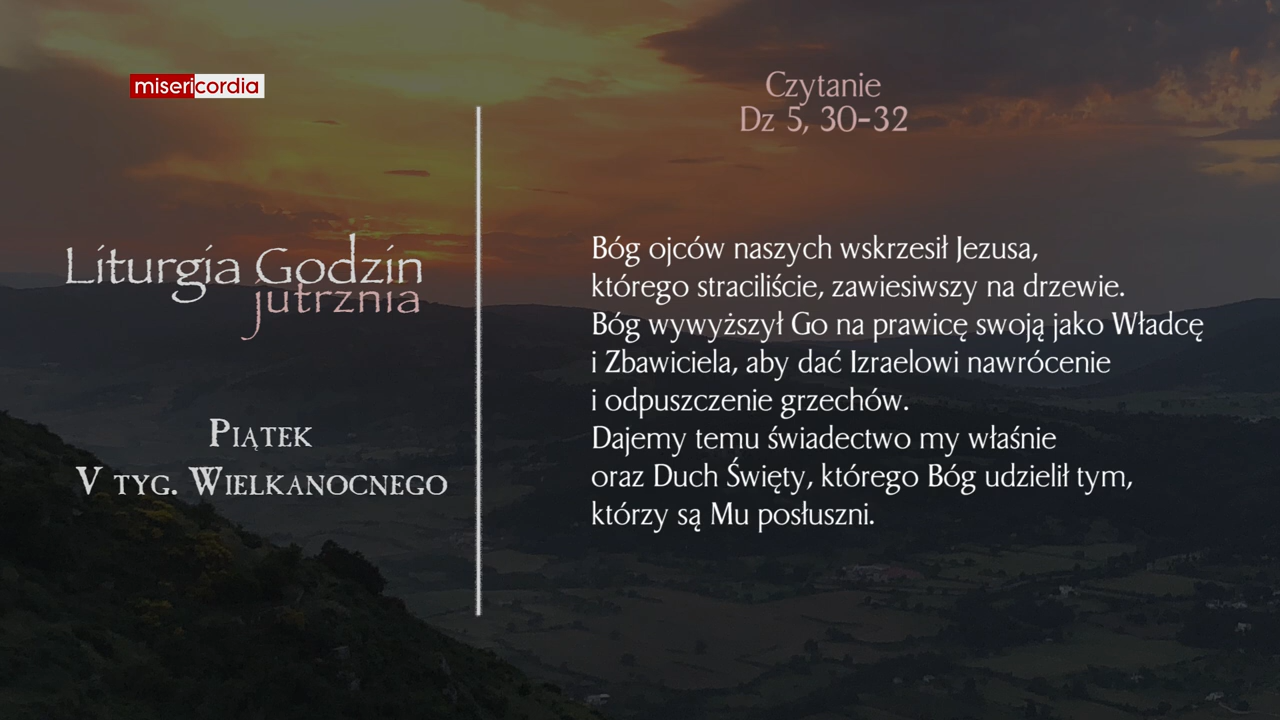 misericordia
Liturgia Godzin
jutrznia
Piątek
V tyg. Wielkanocnego
Czytanie
Dz 5, 30-32
Bóg ojców naszych wskrzesił Jezusa,
którego straciliście, zawiesiwszy na drzewie.
Bóg wywyższył Go na prawicę swoją jako Władcę
i Zbawiciela, aby dać Izraelowi nawrócenie
i odpuszczenie grzechów.
Dajemy temu świadectwo my właśnie
oraz Duch Święty, którego Bóg udzielił tym,
którzy są Mu posłuszni.